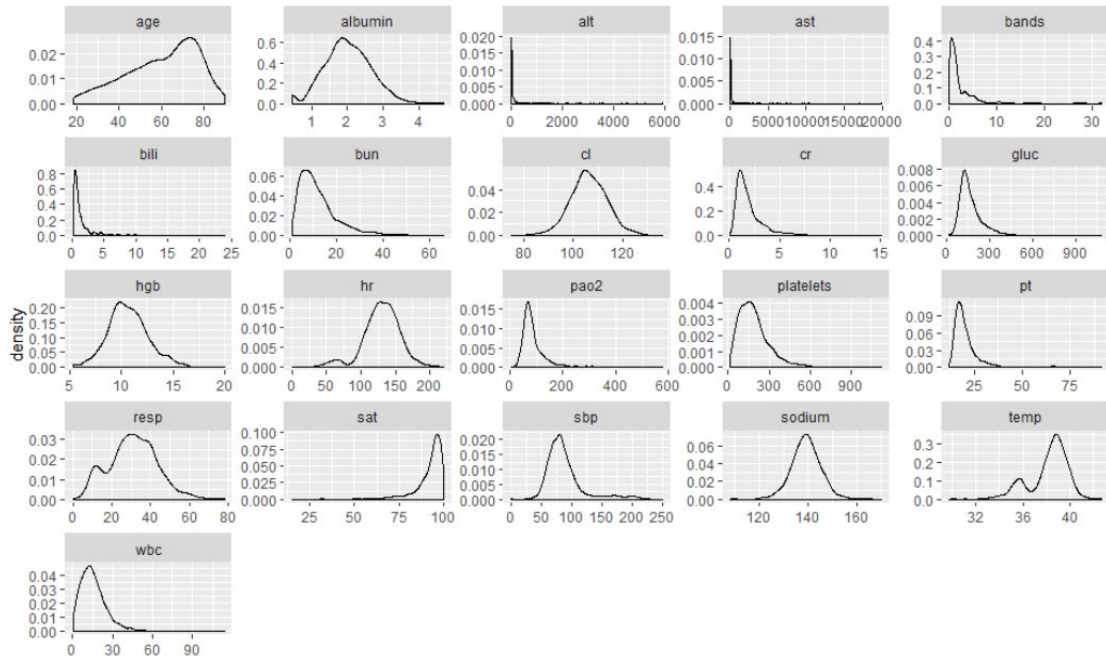 age albumin alt ast bands
0.02 0.6 0.020 0.015 0.4
0.4 0.015 0.010 0.3
0.01 0.2 0.010 0.005 0.2
0.005 0.1
0.00 0.0 0.000 0.000 0.0
20 40 60 80 1 2 3 4 0 2000 4000 6000 0 5000 10000 15000 20000 0 10 20 30
bili bun cl cr gluc
0.8 0.06 0.008
0.6 0.04 0.04 0.4 0.006
0.4 0.02 0.02 0.2 0.004
0.2 0.002
0.0 0.00 0.00 0.0 0.000
0 5 10 15 20 25 0 20 40 60 80 100 120 0 5 10 15 0 300 600 900
hgb hr pao2 platelets pt
0.20 0.015 0.015 0.004 0.09
0.15 0.010 0.010 0.003 0.06
0.10 0.005 0.005 0.002 0.03
0.05 0.001
0.00 0.000 0.000 0.000 0.00
5 10 15 20 0 50 100 150 200 0 200 400 600 0 300 600 900 25 50 75
density
resp sat sbp sodium temp
0.03 0.100 0.020 0.06 0.3
0.02 0.075 0.015 0.04 0.2
0.01 0.050 0.010 0.02 0.1
0.025 0.005
0.00 0.000 0.000 0.00 0.0
0 20 40 60 80 25 50 75 100 0 50 100 150 200 250 120 140 160 32 36 40
wbc
0.04
0.03
0.02
0.01
0.00
0 30 60 90